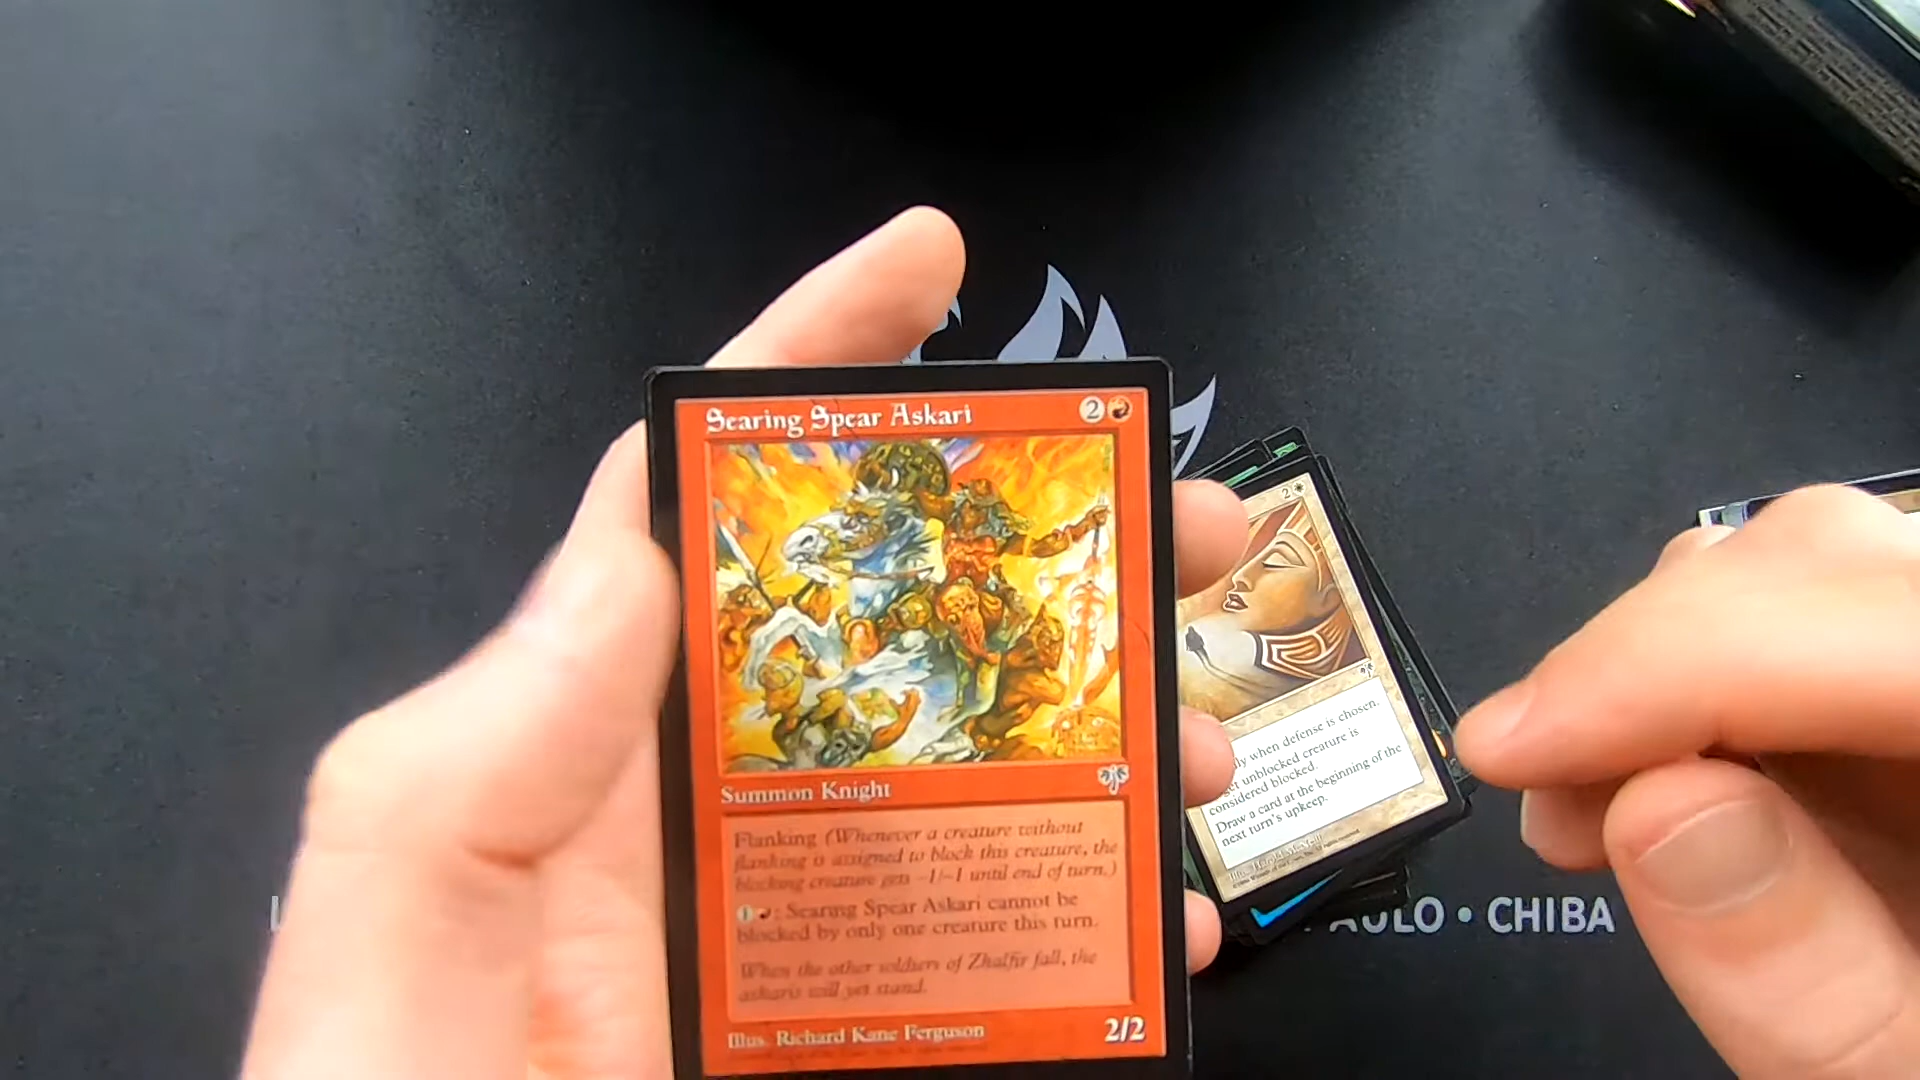 Searing Spear Askari
2
Summon Knight
Flanking (Whenever a creature without
flanking is assigned to block this creature, the
blocking creature gets -1/-1 until end of turn.)
1 : Searing Spear Askari cannot be
blocked by only one creature this turn.
When the other soldiers of Zhalfir fall, the
askaris will yet stand.
Illus. Richard Kane Ferguson
2/2
2
when defense is chosen.
get unblocked creature is
considered blocked.
Draw a card at the beginning of the
next turn's upkeep.
Illus. Harold McNeill
• CHIBA